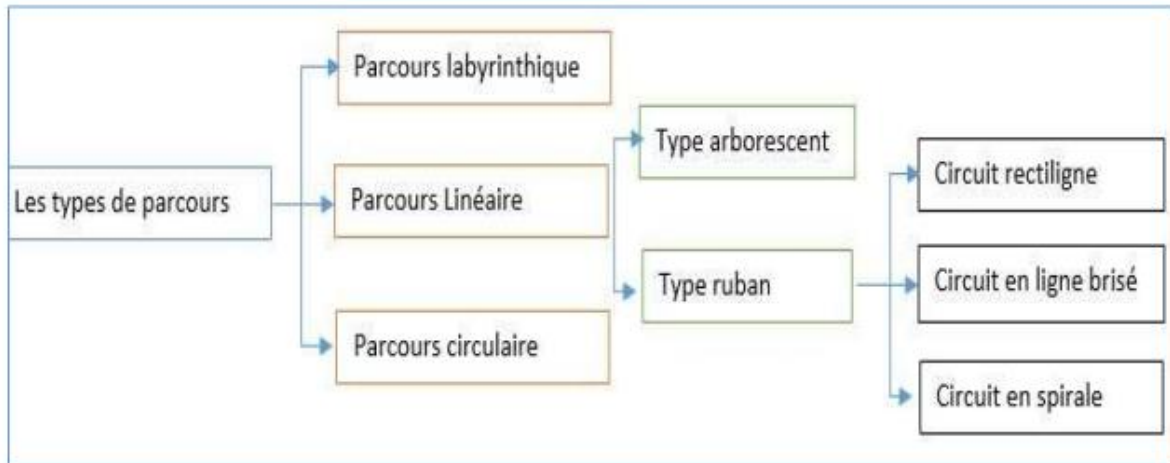 Les types de parcours
Parcours labyrinthique
Parcours Linéaire
Parcours circulaire
Type arborescent
Type ruban
Circuit rectiligne
Circuit en ligne brisé
Circuit en spirale